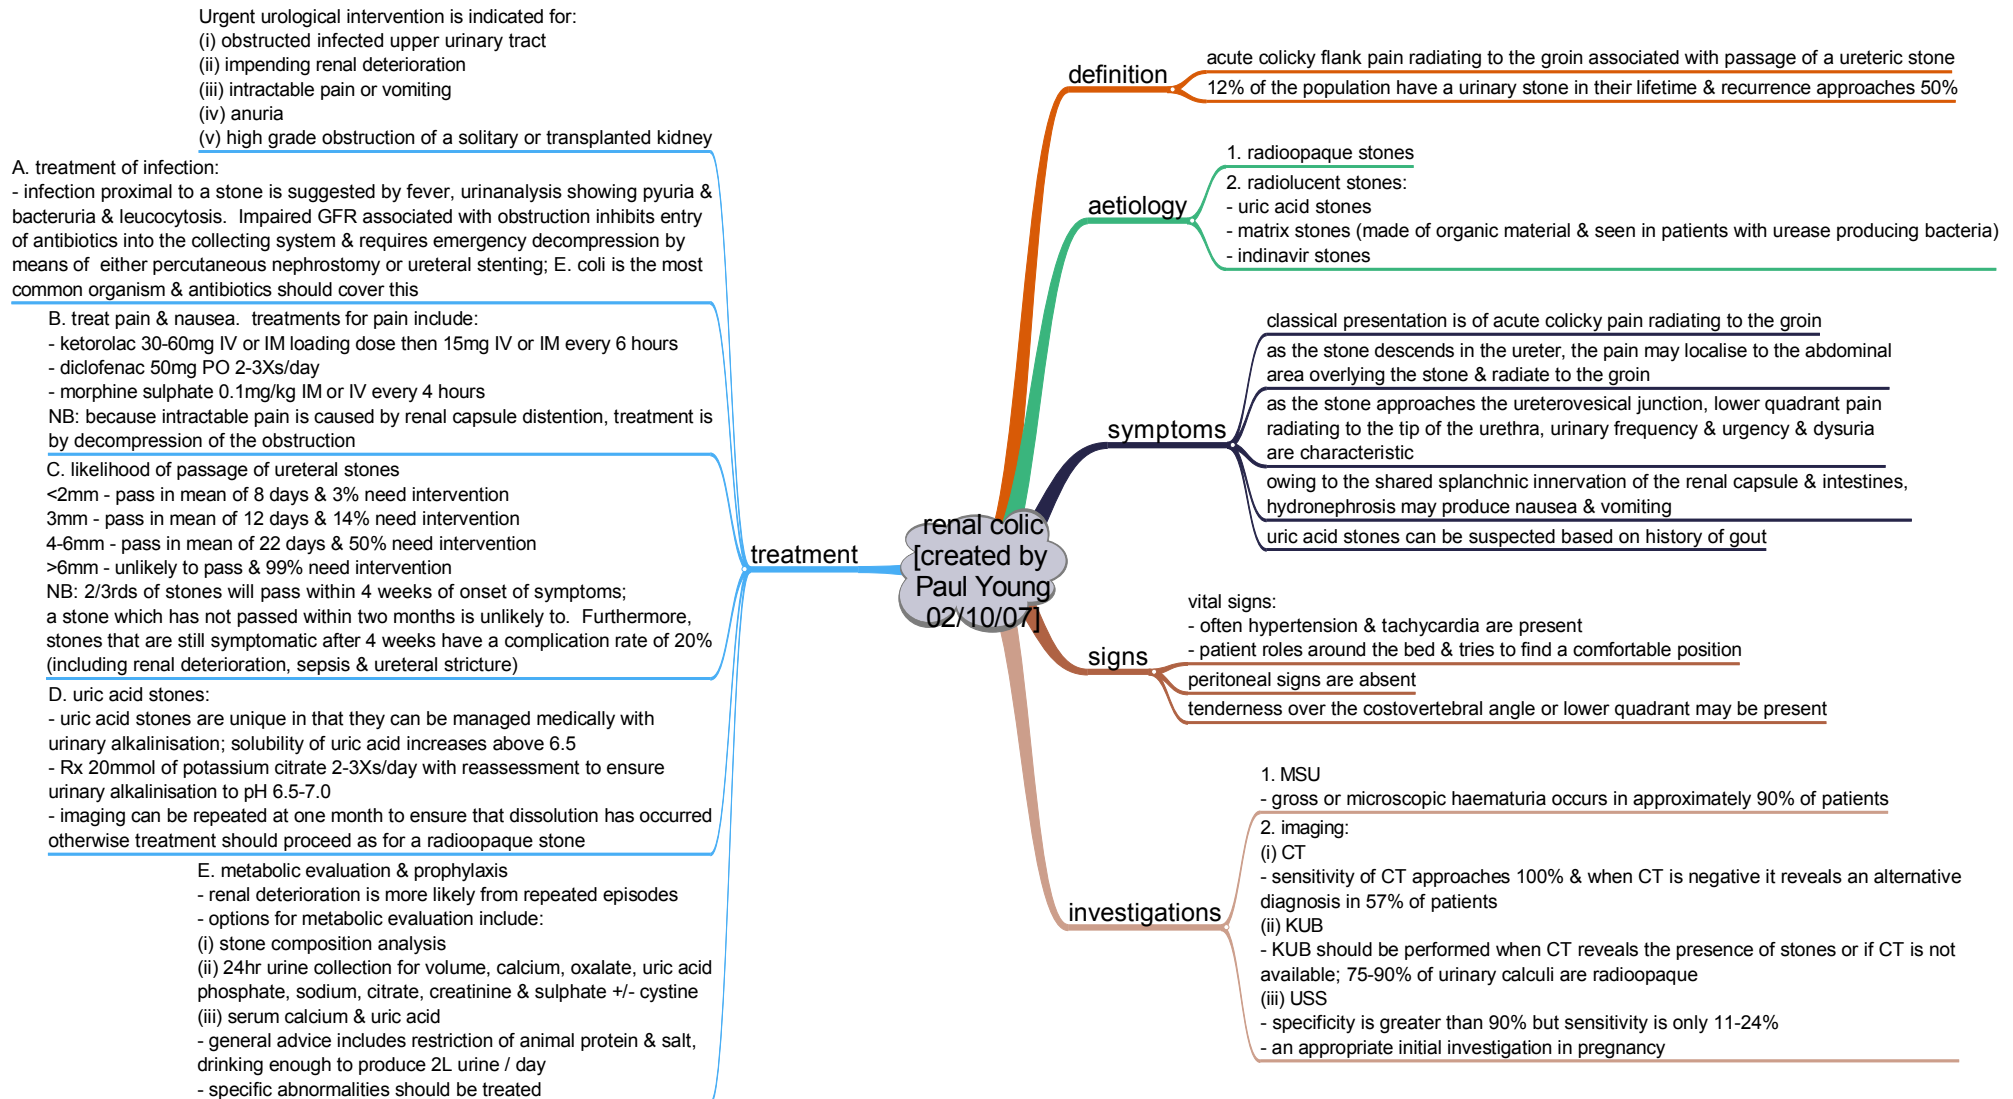 renal colic
[created by
Paul Young
02/10/07]
definition
acute colicky flank pain radiating to the groin associated with passage of a ureteric stone
12% of the population have a urinary stone in their lifetime & recurrence approaches 50%
aetiology
1. radioopaque stones
2. radiolucent stones:
- uric acid stones
- matrix stones (made of organic material & seen in patients with urease producing bacteria)
- indinavir stones
symptoms
classical presentation is of acute colicky pain radiating to the groin
as the stone descends in the ureter, the pain may localise to the abdominal
area overlying the stone & radiate to the groin
as the stone approaches the ureterovesical junction, lower quadrant pain
radiating to the tip of the urethra, urinary frequency & urgency & dysuria
are characteristic
owing to the shared splanchnic innervation of the renal capsule & intestines,
hydronephrosis may produce nausea & vomiting
uric acid stones can be suspected based on history of gout
signs
vital signs:
- often hypertension & tachycardia are present
- patient roles around the bed & tries to find a comfortable position
peritoneal signs are absent
tenderness over the costovertebral angle or lower quadrant may be present
investigations
1. MSU
- gross or microscopic haematuria occurs in approximately 90% of patients
2. imaging:
(i) CT
- sensitivity of CT approaches 100% & when CT is negative it reveals an alternative
diagnosis in 57% of patients
(ii) KUB
- KUB should be performed when CT reveals the presence of stones or if CT is not
available; 75-90% of urinary calculi are radioopaque
(iii) USS
- specificity is greater than 90% but sensitivity is only 11-24%
- an appropriate initial investigation in pregnancy
treatment
Urgent urological intervention is indicated for:
(i) obstructed infected upper urinary tract
(ii) impending renal deterioration
(iii) intractable pain or vomiting
(iv) anuria
(v) high grade obstruction of a solitary or transplanted kidney
A. treatment of infection:
- infection proximal to a stone is suggested by fever, urinanalysis showing pyuria &
bacteruria & leucocytosis.  Impaired GFR associated with obstruction inhibits entry
of antibiotics into the collecting system & requires emergency decompression by
means of  either percutaneous nephrostomy or ureteral stenting; E. coli is the most
common organism & antibiotics should cover this
B. treat pain & nausea.  treatments for pain include:
- ketorolac 30-60mg IV or IM loading dose then 15mg IV or IM every 6 hours
- diclofenac 50mg PO 2-3Xs/day
- morphine sulphate 0.1mg/kg IM or IV every 4 hours
NB: because intractable pain is caused by renal capsule distention, treatment is
by decompression of the obstruction
C. likelihood of passage of ureteral stones
<2mm - pass in mean of 8 days & 3% need intervention
3mm - pass in mean of 12 days & 14% need intervention
4-6mm - pass in mean of 22 days & 50% need intervention
>6mm - unlikely to pass & 99% need intervention
NB: 2/3rds of stones will pass within 4 weeks of onset of symptoms;
a stone which has not passed within two months is unlikely to.  Furthermore,
stones that are still symptomatic after 4 weeks have a complication rate of 20%
(including renal deterioration, sepsis & ureteral stricture)
D. uric acid stones:
- uric acid stones are unique in that they can be managed medically with
urinary alkalinisation; solubility of uric acid increases above 6.5
- Rx 20mmol of potassium citrate 2-3Xs/day with reassessment to ensure
urinary alkalinisation to pH 6.5-7.0
- imaging can be repeated at one month to ensure that dissolution has occurred
otherwise treatment should proceed as for a radioopaque stone
E. metabolic evaluation & prophylaxis
- renal deterioration is more likely from repeated episodes
- options for metabolic evaluation include:
(i) stone composition analysis
(ii) 24hr urine collection for volume, calcium, oxalate, uric acid
phosphate, sodium, citrate, creatinine & sulphate +/- cystine
(iii) serum calcium & uric acid
- general advice includes restriction of animal protein & salt,
drinking enough to produce 2L urine / day
- specific abnormalities should be treated